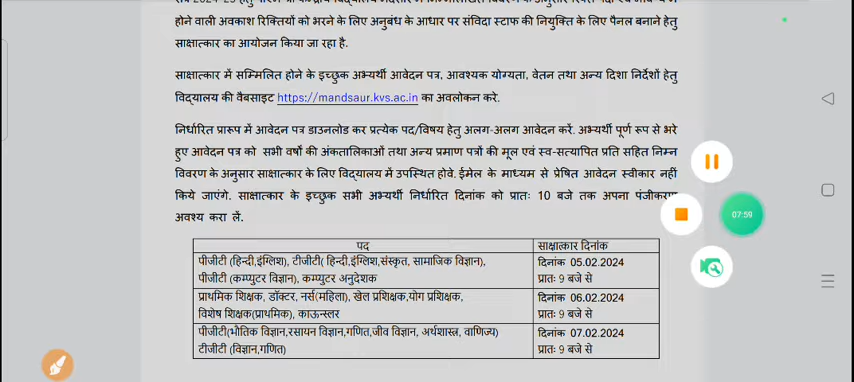 होने वाली अवकाश रिक्तियों को भरने के लिए अनुबंध के आधार पर संविदा स्टाफ की नियुक्ति के लिए पैनल बनाने हेतु
साक्षात्कार का आयोजन किया जा रहा है.
साक्षात्कार में सम्मिलित होने के इच्छुक अभ्यर्थी आवेदन पत्र, आवश्यक योग्यता, वेतन तथा अन्य दिशा निर्देशों हेतु
विद्यालय की वैबसाइट https://mandsaur.kvs.ac.in का अवलोकन करे.
निर्धारित प्रारूप में आवेदन पत्र डाउनलोड कर प्रत्येक पद/विषय हेतु अलग-अलग आवेदन करें. अभ्यर्थी पूर्ण रूप से भरे
हुए आवेदन पत्र को सभी वर्षों की अंकतालिकाओं तथा अन्य प्रमाण पत्रों की मूल एवं स्व-सत्यापित प्रति सहित निम्न
विवरण के अनुसार साक्षात्कार के लिए विद्यालय में उपस्थित होवे. ईमेल के माध्यम से प्रेषित आवेदन स्वीकार नहीं
किये जाएंगे. साक्षात्कार के इच्छुक सभी अभ्यर्थी निर्धारित दिनांक को प्रातः 10 बजे तक अपना पंजीकरण
अवश्य करा लें.
07:59
पद साक्षात्कार दिनांक
पीजीटी (हिन्दी,इंग्लिश), टीजीटी( हिन्दी,इंग्लिश,संस्कृत, सामाजिक विज्ञान), दिनांक 05.02.2024
पीजीटी (कम्प्युटर विज्ञान), कम्प्युटर अनुदेशक प्रातः 9 बजे से
प्राथमिक शिक्षक, डॉक्टर, नर्स(महिला), खेल प्रशिक्षक,योग प्रशिक्षक, दिनांक 06.02.2024
विशेष शिक्षक(प्राथमिक), काऊन्स्लर प्रातः 9 बजे से
पीजीटी(भौतिक विज्ञान,रसायन विज्ञान,गणित,जीव विज्ञान, अर्थशास्त्र, वाणिज्य) दिनांक 07.02.2024
टीजीटी (विज्ञान,गणित) प्रातः 9 बजे से